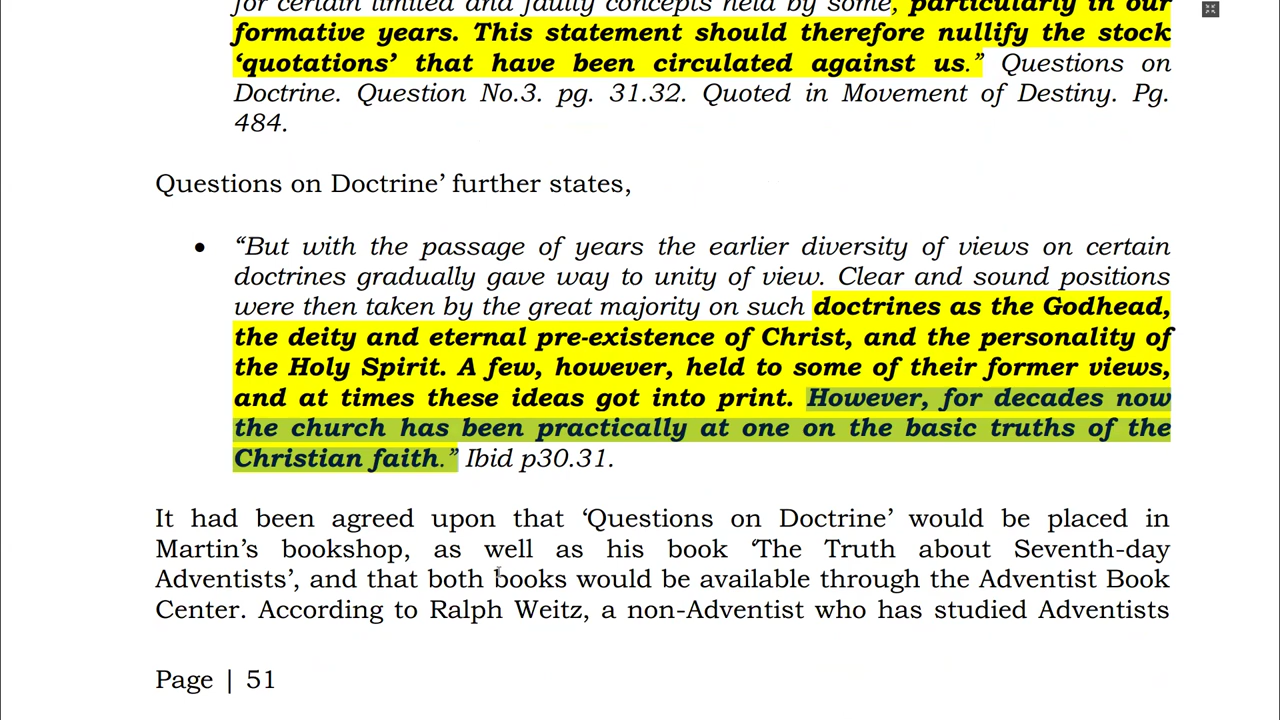 for certain limited and faulty concepts held by some, particularly in our
formative years. This statement should therefore nullify the stock
‘quotations’ that have been circulated against us.” Questions on
Doctrine. Question No.3. pg. 31.32. Quoted in Movement of Destiny. Pg.
484.
Questions on Doctrine’ further states,
• “But with the passage of years the earlier diversity of views on certain
doctrines gradually gave way to unity of view. Clear and sound positions
were then taken by the great majority on such doctrines as the Godhead,
the deity and eternal pre-existence of Christ, and the personality of
the Holy Spirit. A few, however, held to some of their former views,
and at times these ideas got into print. However, for decades now
the church has been practically at one on the basic truths of the
Christian faith.” Ibid p30.31.
It had been agreed upon that ‘Questions on Doctrine’ would be placed in
Martin’s bookshop, as well as his book ‘The Truth about Seventh-day
Adventists’, and that both books would be available through the Adventist Book
Center. According to Ralph Weitz, a non-Adventist who has studied Adventists
Page | 51